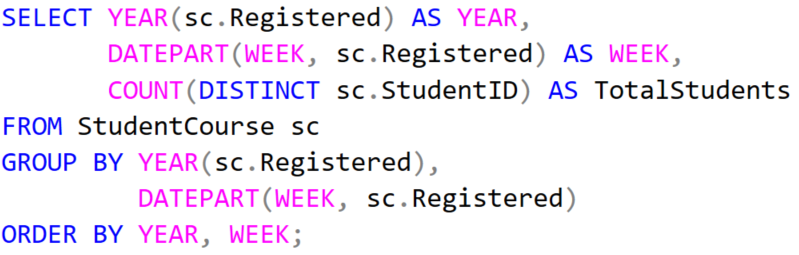 SELECT YEAR(sc.Registered) AS YEAR,
DATEPART(WEEK, sc.Registered) AS WEEK,
COUNT(DISTINCT sc.StudentID) AS TotalStudents
FROM StudentCourse sc
GROUP BY YEAR(sc.Registered),
DATEPART(WEEK, sc.Registered)
ORDER BY YEAR, WEEK;